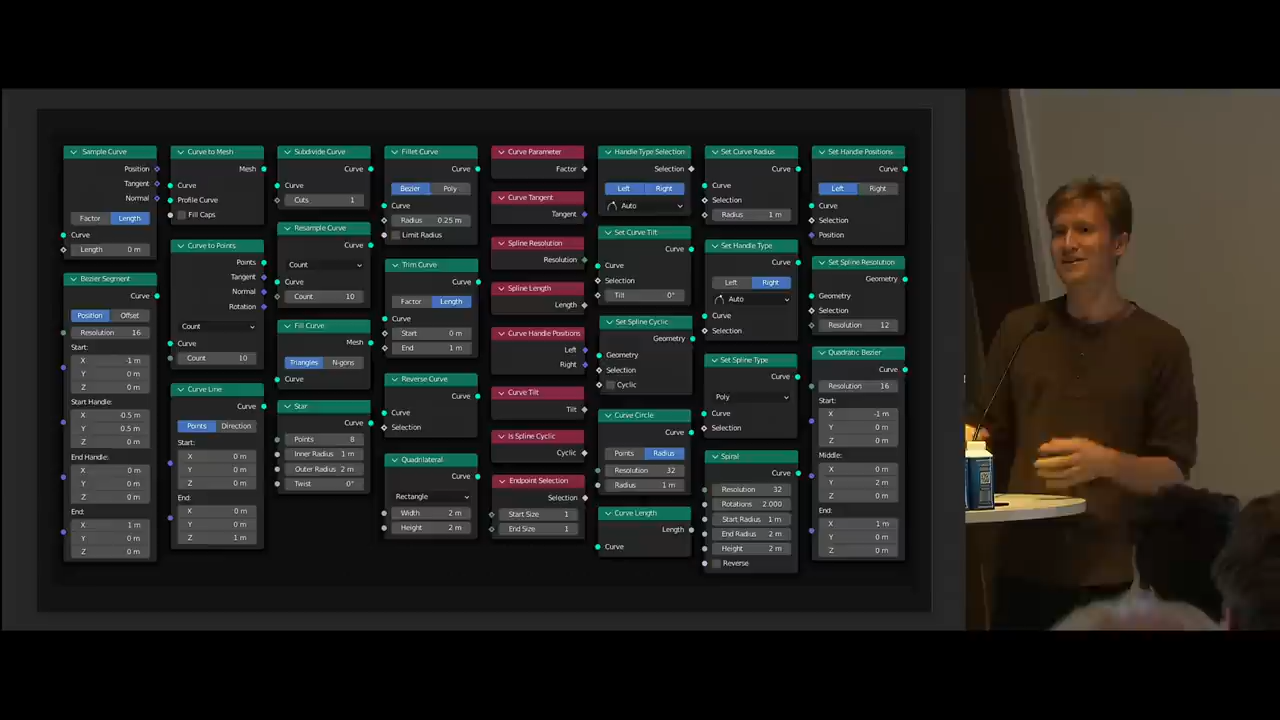 Sample Curve
Position
Tangent
Normal
Factor Length
Curve
Length 0 m
Bezier Segment
Curve
Position Offset
Resolution 16
Start:
X -1 m
Y 0 m
Z 0 m
Start Handle:
X -0.5 m
Y 0.5 m
Z 0 m
End Handle:
X 0 m
Y 0 m
Z 0 m
End:
X 1 m
Y 0 m
Z 0 m
Curve to Mesh
Mesh
Curve
Profile Curve
Fill Caps
Curve to Points
Points
Tangent
Normal
Rotation
Count
Curve
Count 10
Curve Line
Curve
Points Direction
Start:
X 0 m
Y 0 m
Z 0 m
End:
X 0 m
Y 0 m
Z 1 m
Subdivide Curve
Curve
Curve
Cuts 1
Resample Curve
Curve
Count
Curve
Count 10
Fill Curve
Mesh
Triangles N-gons
Curve
Star
Curve
Points 8
Inner Radius 1 m
Outer Radius 2 m
Twist 0°
Fillet Curve
Curve
Bezier Poly
Curve
Radius 0.25 m
Limit Radius
Trim Curve
Curve
Factor Length
Curve
Start 0 m
End 1 m
Reverse Curve
Curve
Curve
Selection
Quadrilateral
Curve
Rectangle
Width 2 m
Height 2 m
Curve Parameter
Factor
Curve Tangent
Tangent
Spline Resolution
Resolution
Spline Length
Length
Curve Handle Positions
Left
Right
Curve Tilt
Tilt
Is Spline Cyclic
Cyclic
Endpoint Selection
Selection
Start Size 1
End Size 1
Handle Type Selection
Selection
Left Right
Auto
Set Curve Tilt
Curve
Curve
Selection
Tilt 0°
Set Spline Cyclic
Geometry
Geometry
Selection
Cyclic
Curve Circle
Curve
Points Radius
Resolution 32
Radius 1 m
Curve Length
Length
Curve
Set Curve Radius
Curve
Curve
Selection
Radius 1 m
Set Handle Type
Curve
Left Right
Auto
Curve
Selection
Set Spline Type
Curve
Poly
Curve
Selection
Spiral
Curve
Resolution 32
Rotations 2.000
Start Radius 1 m
End Radius 2 m
Height 2 m
Reverse
Set Handle Positions
Curve
Left Right
Curve
Selection
Position
Set Spline Resolution
Geometry
Geometry
Selection
Resolution 12
Quadratic Bezier
Curve
Resolution 16
Start:
X -1 m
Y 0 m
Z 0 m
Middle:
X 0 m
Y 2 m
Z 0 m
End:
X 1 m
Y 0 m
Z 0 m